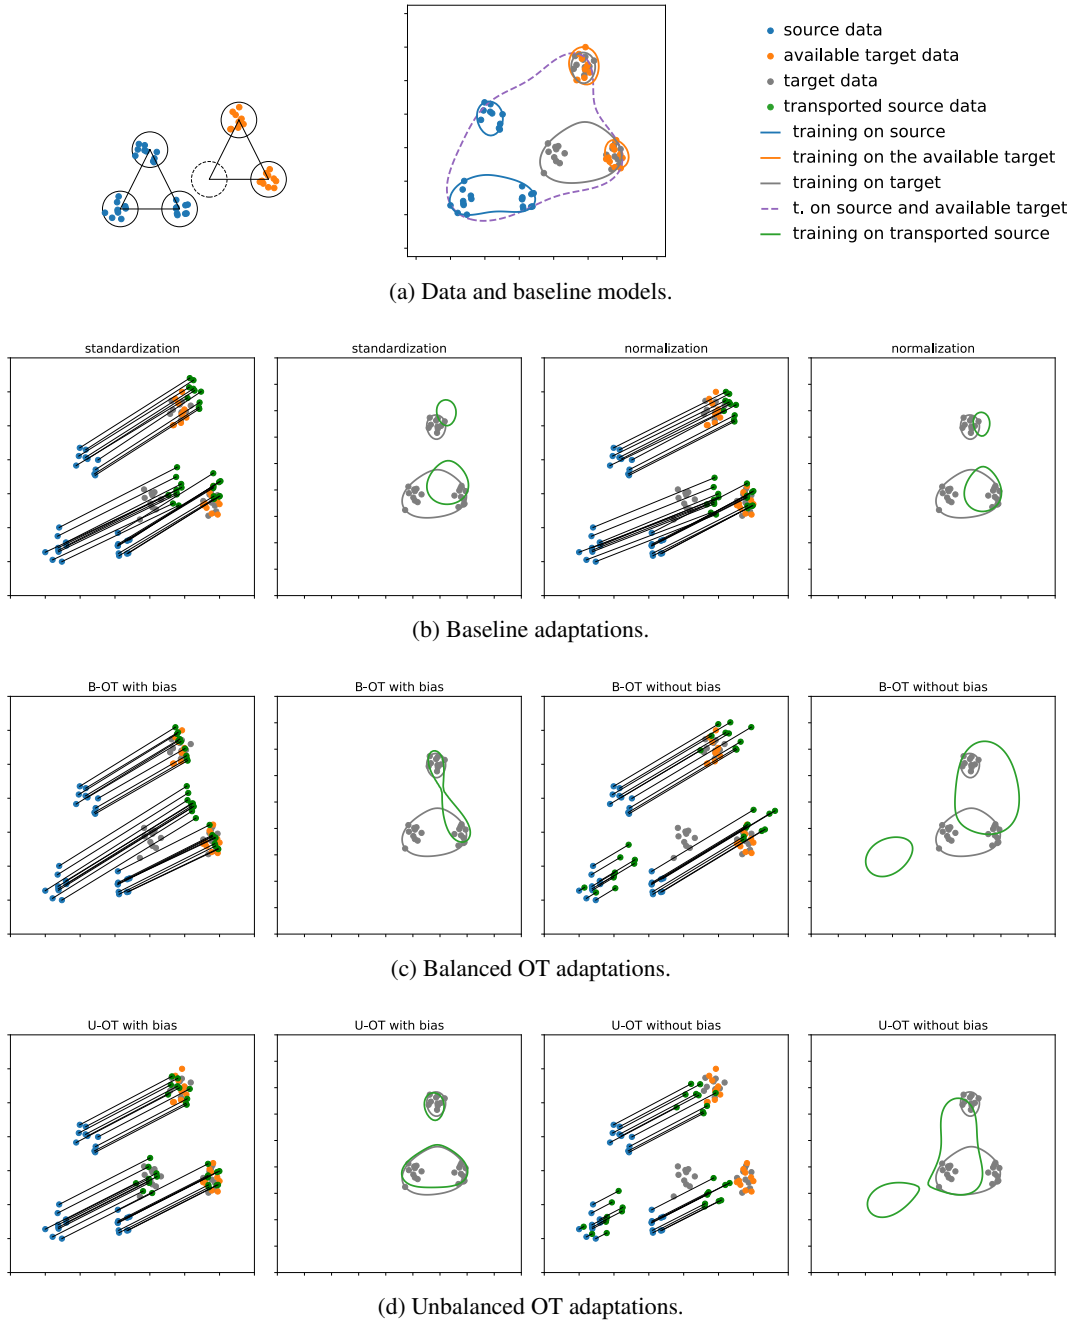 source data
available target data
target data
transported source data
training on source
training on the available target
training on target
t. on source and available target
training on transported source
(a) Data and baseline models.
standardization
standardization
normalization
normalization
(b) Baseline adaptations.
B-OT with bias
B-OT with bias
B-OT without bias
B-OT without bias
(c) Balanced OT adaptations.
U-OT with bias
U-OT with bias
U-OT without bias
U-OT without bias
(d) Unbalanced OT adaptations.